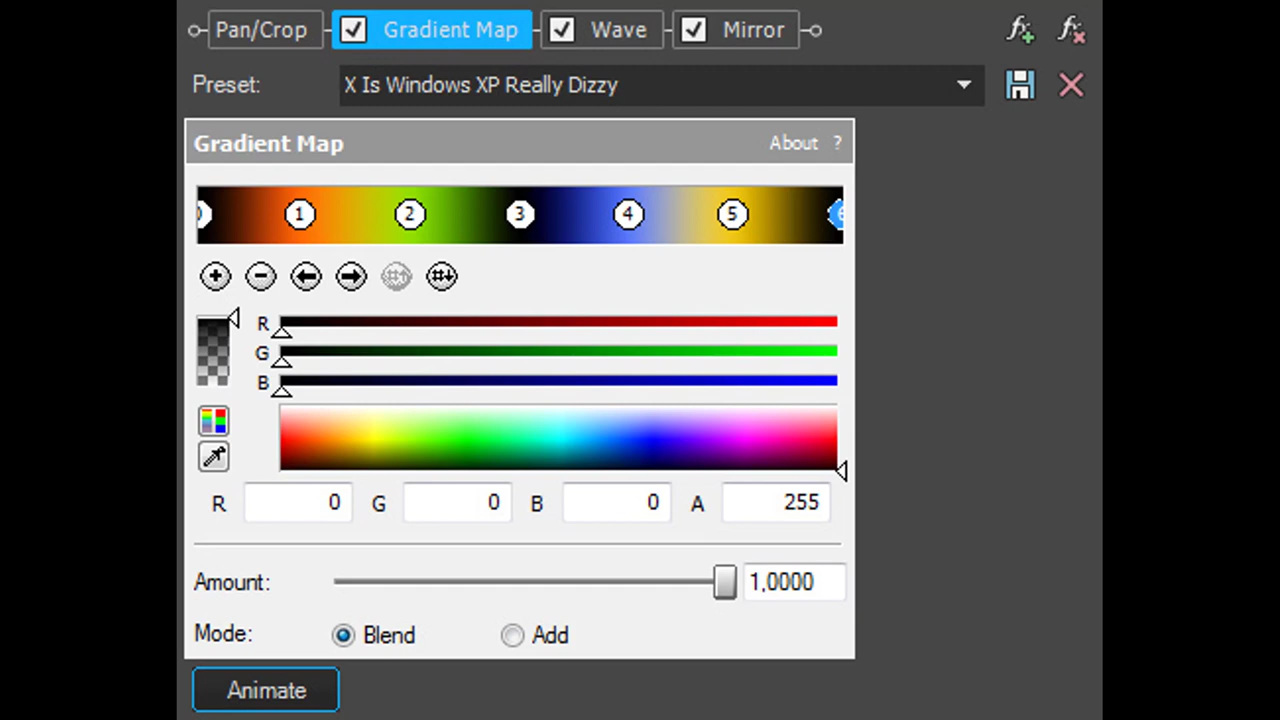 Pan/Crop Gradient Map Wave Mirror
Preset: X Is Windows XP Really Dizzy
Gradient Map About ?
1 2 3 4 5
R
G
B
R 0 G 0 B 0 A 255
Amount: 1,0000
Mode: Blend Add
Animate